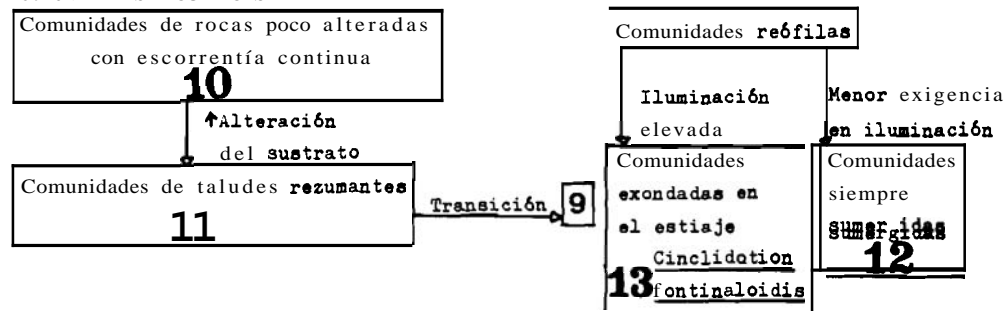 Comunidades de rocas poco alteradas
con escorrentía continua
10
↑Alteración
del sustrato
Comunidades de taludes rezumantes
11
Transición
9
Comunidades reófilas
Iluminación
elevada
Menor exigencia
en iluminación
Comunidades
exondadas en
el estiaje
Cinclidotion
13 fontinaloidis
Comunidades
siempre
sumergidas
12